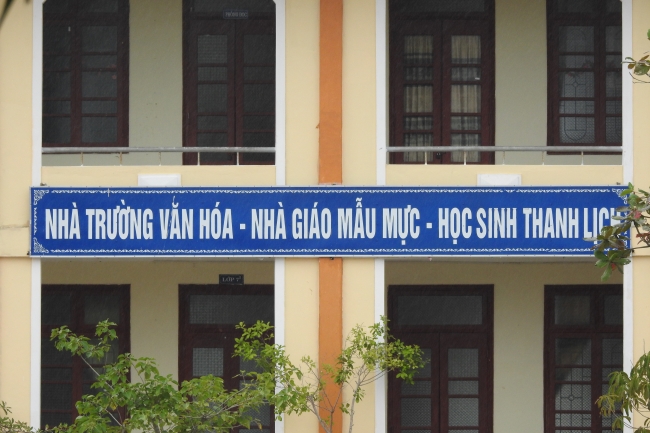 NHÀ TRƯỜNG VĂN HÓA - NHÀ GIÁO MẪU MỰC - HỌC SINH THANH LỊCH